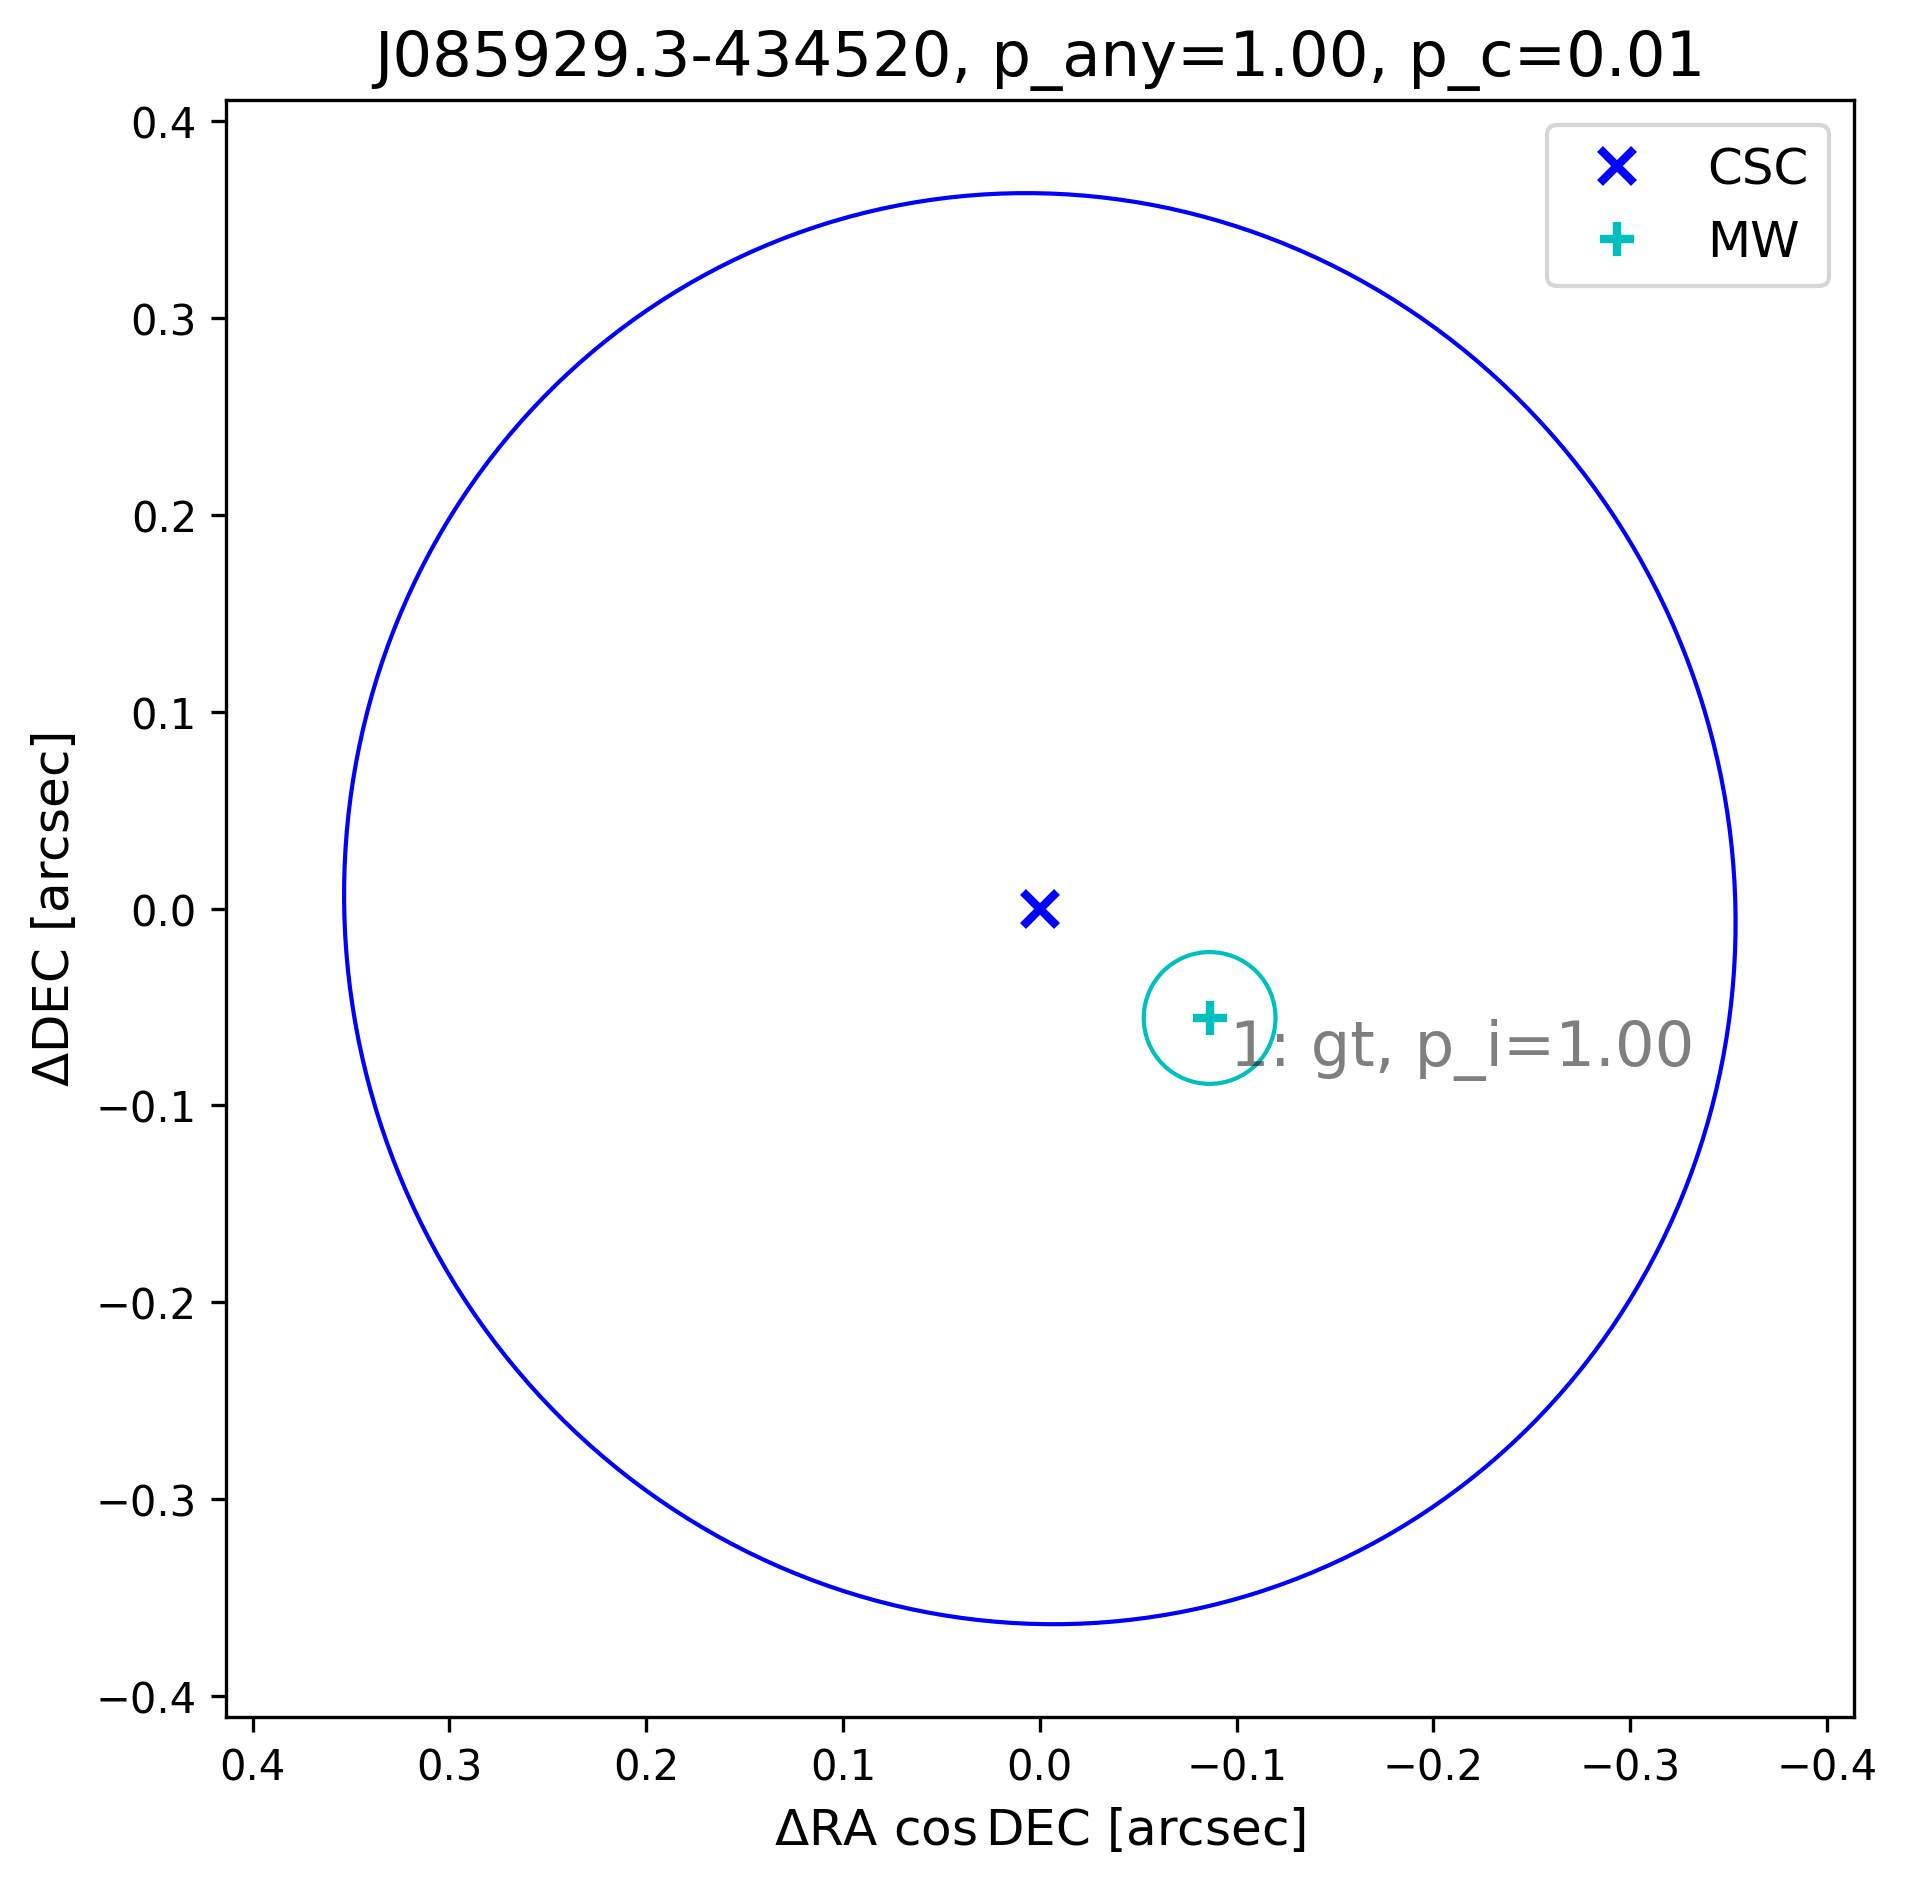 J085929.3-434520, p_any=1.00, p_c=0.01
CSC
MW
0.4
0.3
0.2
0.1
0.0
−0.1
−0.2
−0.3
−0.4
ΔDEC [arcsec]
1: gt, p_i=1.00
0.4 0.3 0.2 0.1 0.0 −0.1 −0.2 −0.3 −0.4
ΔRA cos DEC [arcsec]